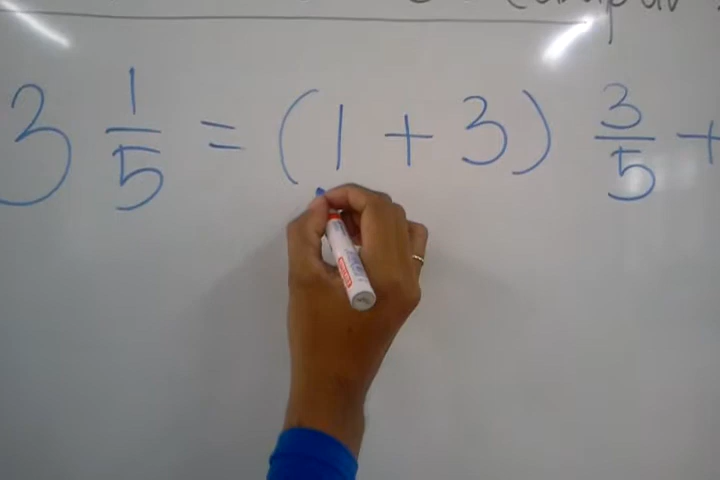 3 1/5 = (1 + 3) 3/5 +